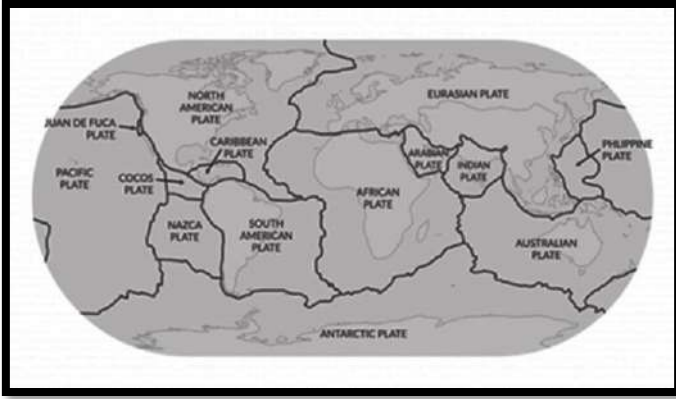 NORTH
AMERICAN
PLATE
EURASIAN PLATE
JUAN DE FUCA
PLATE
CARIBBEAN
PLATE
PHLIPPINE
PLATE
ARABIAN
PLATE
INDIAN
PLATE
PACIFIC
PLATE
COCOS
PLATE
AFRICAN
PLATE
NAZCA
PLATE
SOUTH
AMERICAN
PLATE
AUSTRALIAN
PLATE
ANTARCTIC PLATE